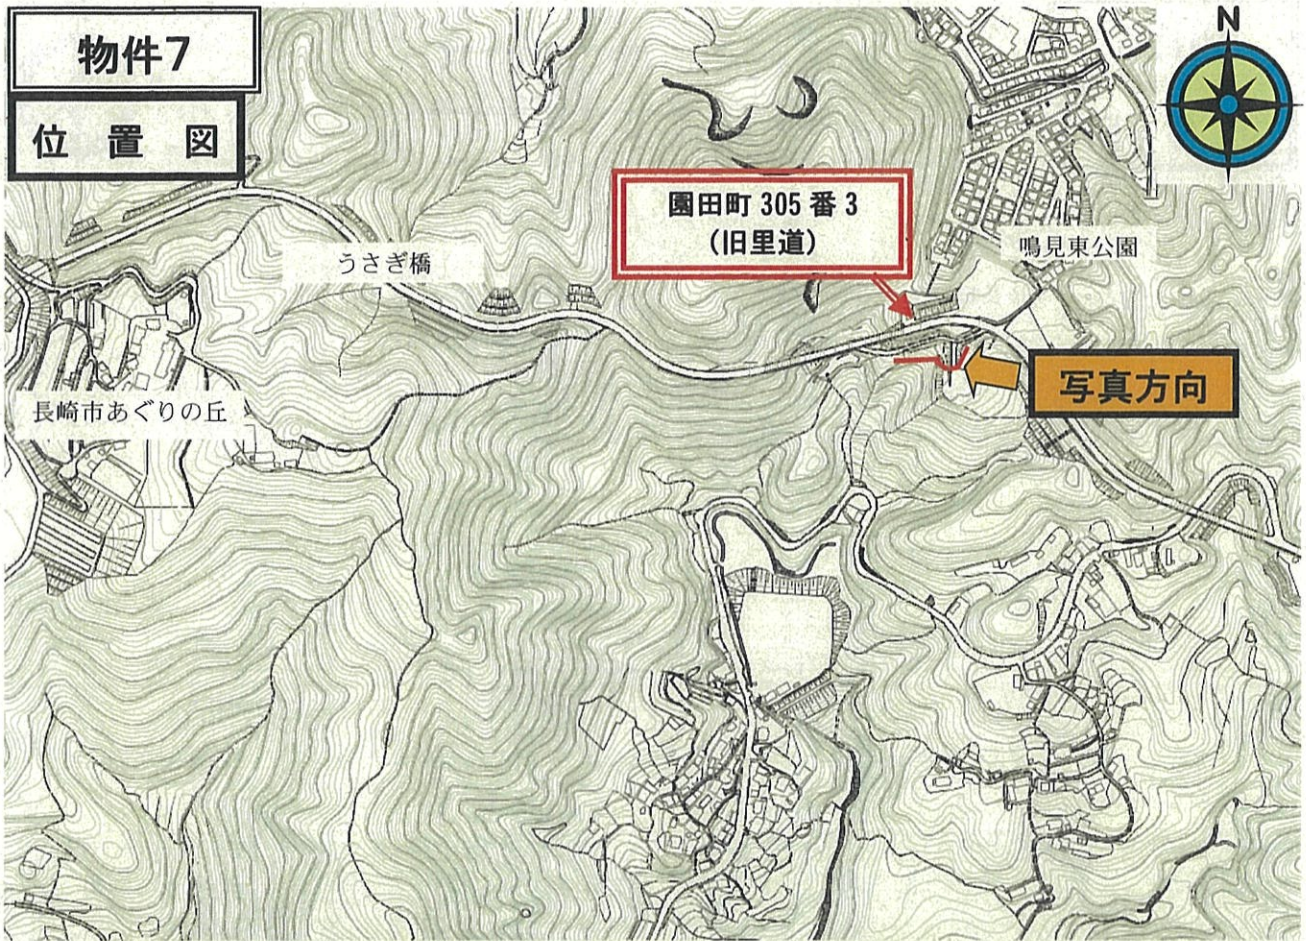 物件7
位置図
N
園田町 305 番 3
(旧里道)
鳴見東公園
うさぎ橋
写真方向
長崎市あぐりの丘